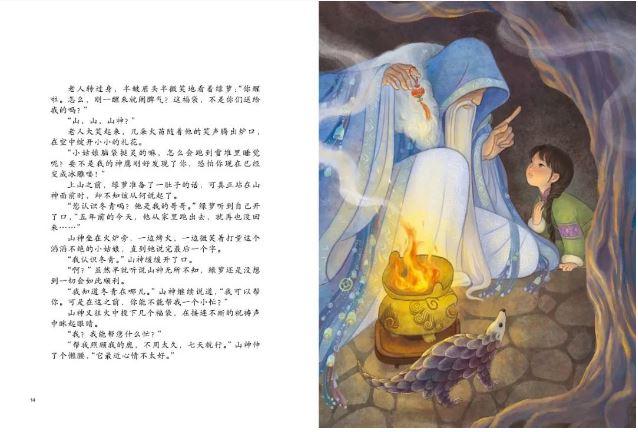 老人转过身，半皱眉头半微笑地看着绿萝：“你醒
啦。怎么，刚一醒来就闹脾气？这福袋，不是你们送给
我的吗？”
“山，山，山神？”
老人大笑起来，几朵火苗随着他的笑声腾出炉口，
在空中绽开小小的礼花。
“小姑娘脑袋挺灵的嘛，怎么会跑到雪堆里睡觉
呢？要不是我的神鹰刚好发现了你，恐怕你现在已经
变成冰雕喽！”
上山之前，绿萝准备了一肚子的话，可真正站在山
神面前时，却不知该从何说起了。
“您认识冬青吗？他是我的哥哥。”绿萝听到自己开
了口，“五年前的今天，他从家里跑出去，就再也没回
来……”
山神坐在火炉旁，一边烤火，一边微笑着打量这个
滔滔不绝的小姑娘，直到她说完最后一个字。
“我认识冬青。”山神缓缓开了口。
“啊？”虽然早就听说山神无所不知，绿萝还是没想
到一切会如此顺利。
“我知道冬青在哪儿。”山神继续说道，“我可以帮
你。可是在这之前，你能不能帮我一个小忙？”
山神又往火中投下几个福袋，在接连不断的祝祷声
中眯起眼睛。
“我？我能帮您什么忙？”
“帮我照顾我的鹿，不用太久，七天就行。”山神伸
了个懒腰，“它最近心情不太好。”
14